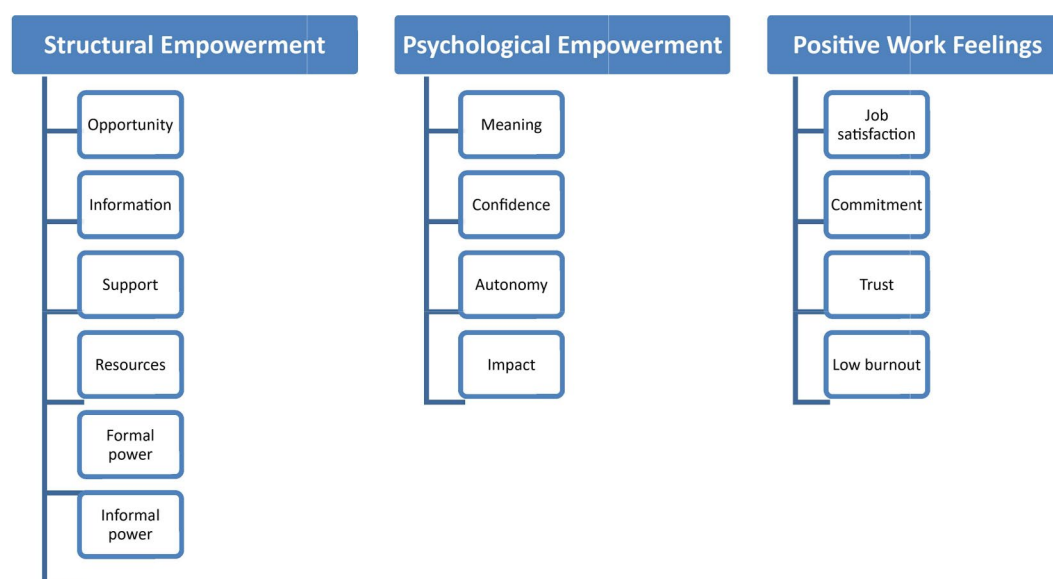 Structural Empowerment
Opportunity
Information
Support
Resources
Formal
power
Informal
power
Psychological Empowerment
Meaning
Confidence
Autonomy
Impact
Positive Work Feelings
Job
satisfaction
Commitment
Trust
Low burnout